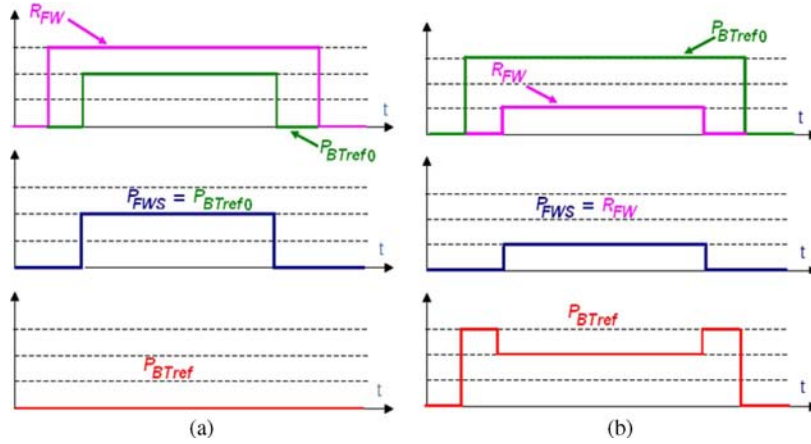 R_FW
t
P_BTref0
P_FWS = P_BTref0
t
P_BTref
t
(a)
P_BTref0
R_FW
t
P_FWS = R_FW
t
P_BTref
t
(b)